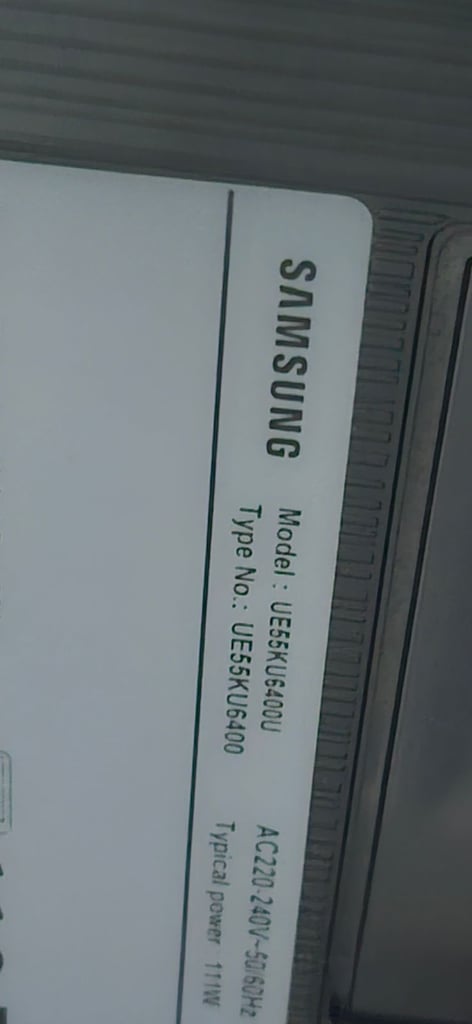 SAMSUNG
Model : UE55KU6400U
Type No.: UE55KU6400
AC220-240V~50/60Hz
Typical power : 111W